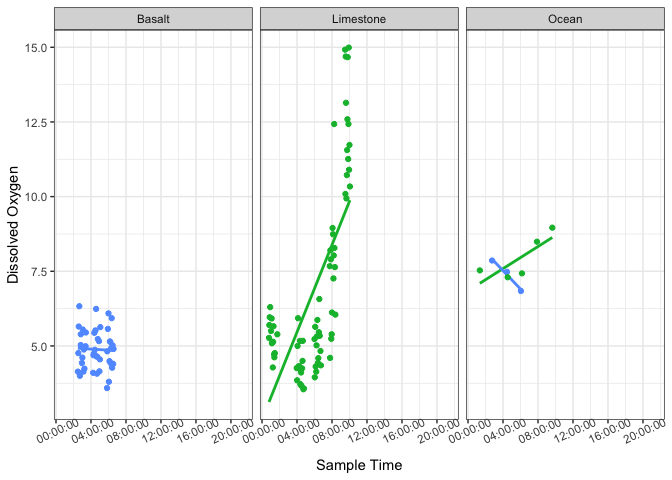 Basalt Limestone Ocean
15.0
12.5
10.0
7.5
5.0
Dissolved Oxygen
00:00:00 04:00:00 08:00:00 12:00:00 16:00:00 20:00:00 00:00:00 04:00:00 08:00:00 12:00:00 16:00:00 20:00:00 00:00:00 04:00:00 08:00:00 12:00:00 16:00:00 20:00:00
Sample Time